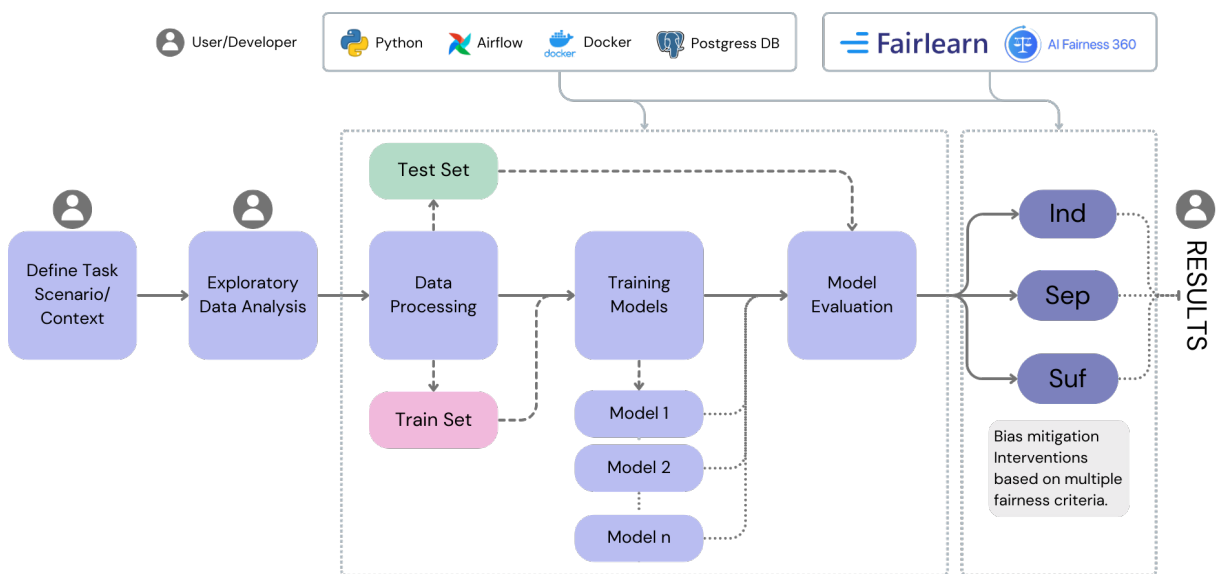 User/Developer
Python
Airflow
docker
Docker
Postgress DB
Fairlearn
AI Fairness 360
Test Set
Define Task
Scenario/
Context
Exploratory
Data Analysis
Data
Processing
Training
Models
Model
Evaluation
Train Set
Model 1
Model 2
Model n
Ind
Sep
Suf
Bias mitigation
Interventions
based on multiple
fairness criteria.
RESULTS